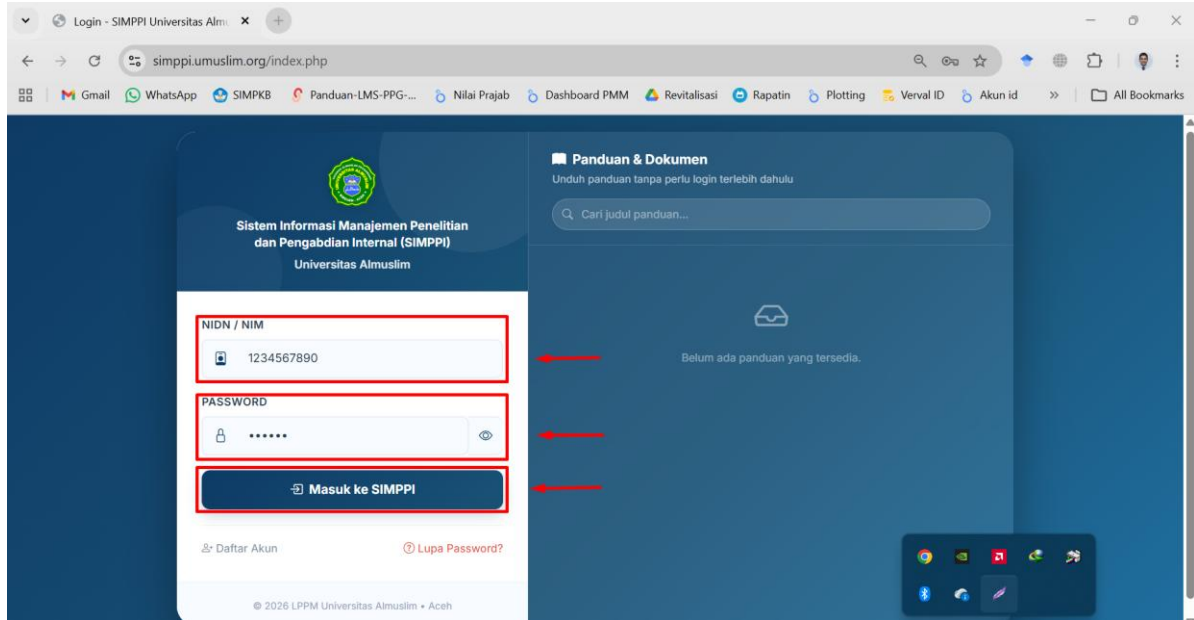 Login - SIMPPI Universitas Alm
simppi.umuslim.org/index.php
Gmail WhatsApp SIMPKB Panduan-LMS-PPG-... Nilai Prajab Dashboard PMM Revitalisasi Rapatin Plotting Verval ID Akun id » All Bookmarks
Sistem Informasi Manajemen Penelitian
dan Pengabdian Internal (SIMPPI)
Universitas Almuslim
NIDN / NIM
1234567890
PASSWORD
••••••
Masuk ke SIMPPI
Daftar Akun Lupa Password?
© 2026 LPPM Universitas Almuslim • Aceh
Panduan & Dokumen
Unduh panduan tanpa perlu login terlebih dahulu
Cari judul panduan...
Belum ada panduan yang tersedia.